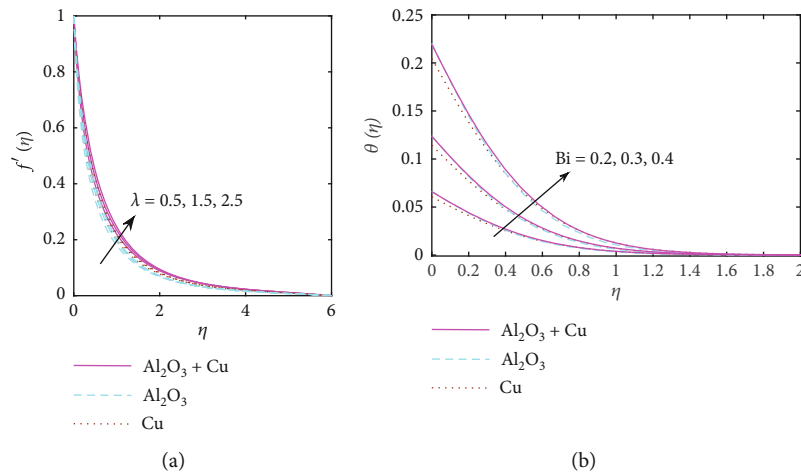 1
0.8
0.6
0.4
0.2
0
f′ (η)
λ = 0.5, 1.5, 2.5
0 2 4 6
η
Al₂O₃ + Cu
Al₂O₃
Cu
(a)
0.25
0.2
0.15
0.1
0.05
0
θ (η)
Bi = 0.2, 0.3, 0.4
0 0.2 0.4 0.6 0.8 1 1.2 1.4 1.6 1.8 2
η
Al₂O₃ + Cu
Al₂O₃
Cu
(b)